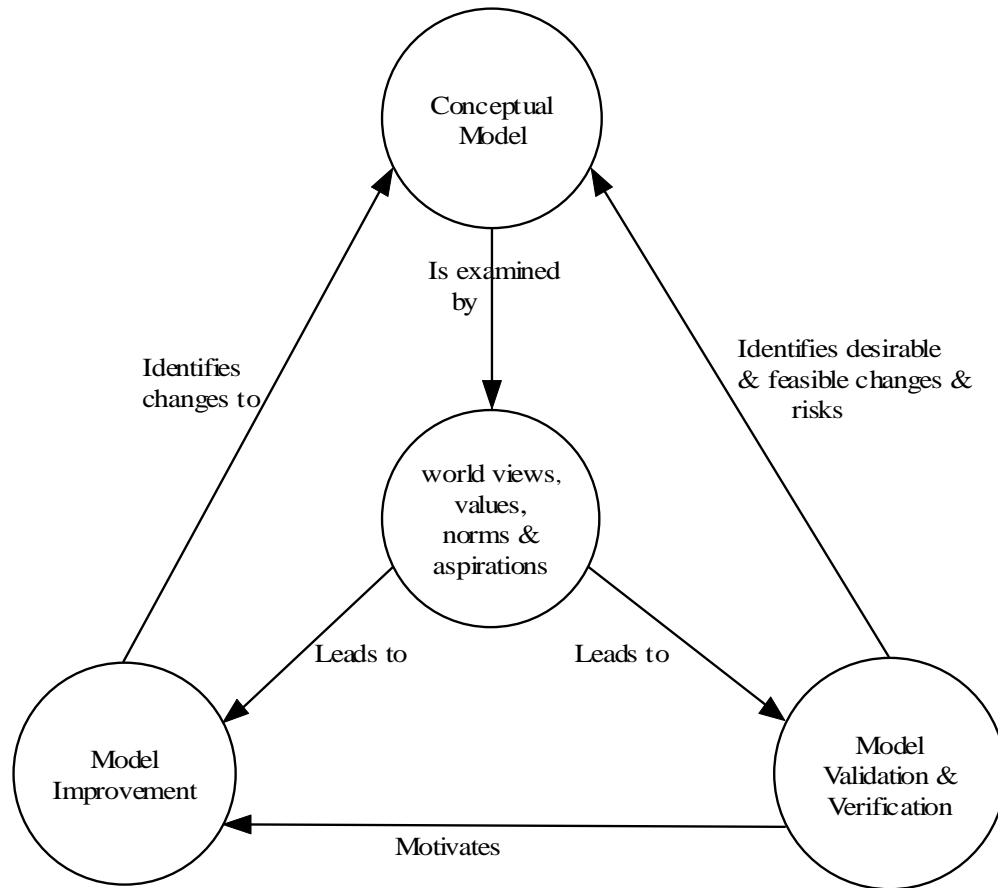 Conceptual
Model
Is examined
by
Identifies
changes to
Identifies desirable
& feasible changes &
risks
world views,
values,
norms &
aspirations
Leads to
Leads to
Model
Improvement
Model
Validation &
Verification
Motivates